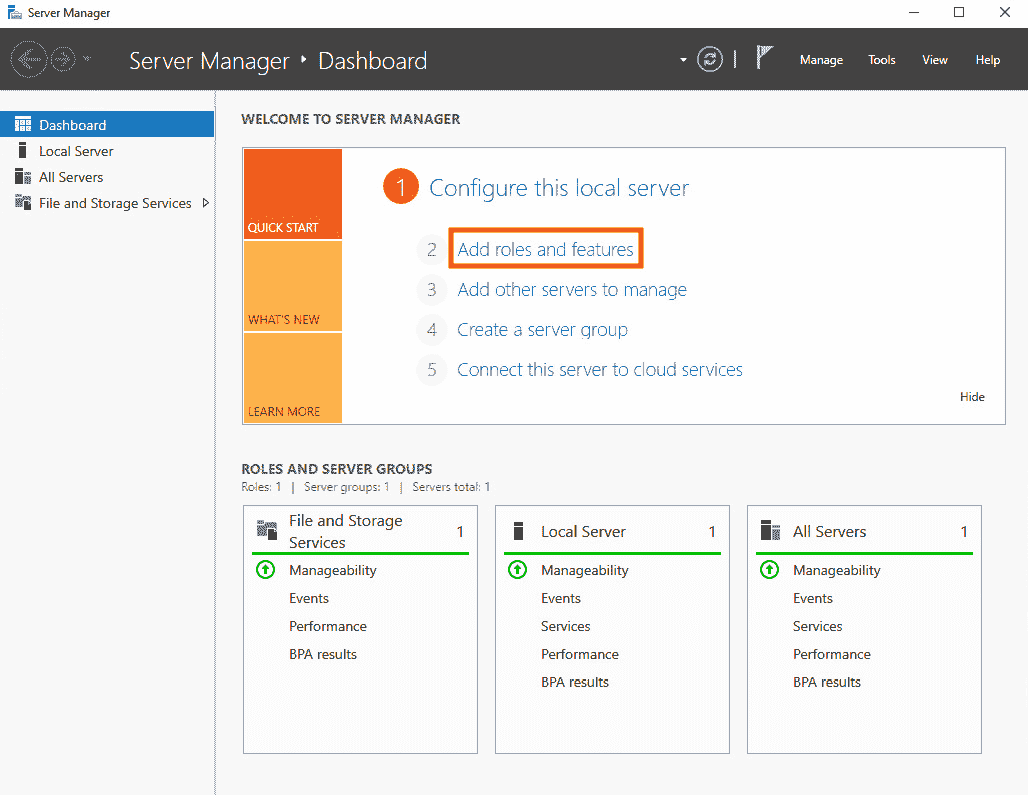 Server Manager
Server Manager ‣ Dashboard
Manage Tools View Help
Dashboard
Local Server
All Servers
File and Storage Services
WELCOME TO SERVER MANAGER
QUICK START
WHAT'S NEW
LEARN MORE
1 Configure this local server
2 Add roles and features
3 Add other servers to manage
4 Create a server group
5 Connect this server to cloud services
Hide
ROLES AND SERVER GROUPS
Roles: 1 | Server groups: 1 | Servers total: 1
File and Storage
Services 1
Manageability
Events
Performance
BPA results
Local Server 1
Manageability
Events
Services
Performance
BPA results
All Servers 1
Manageability
Events
Services
Performance
BPA results